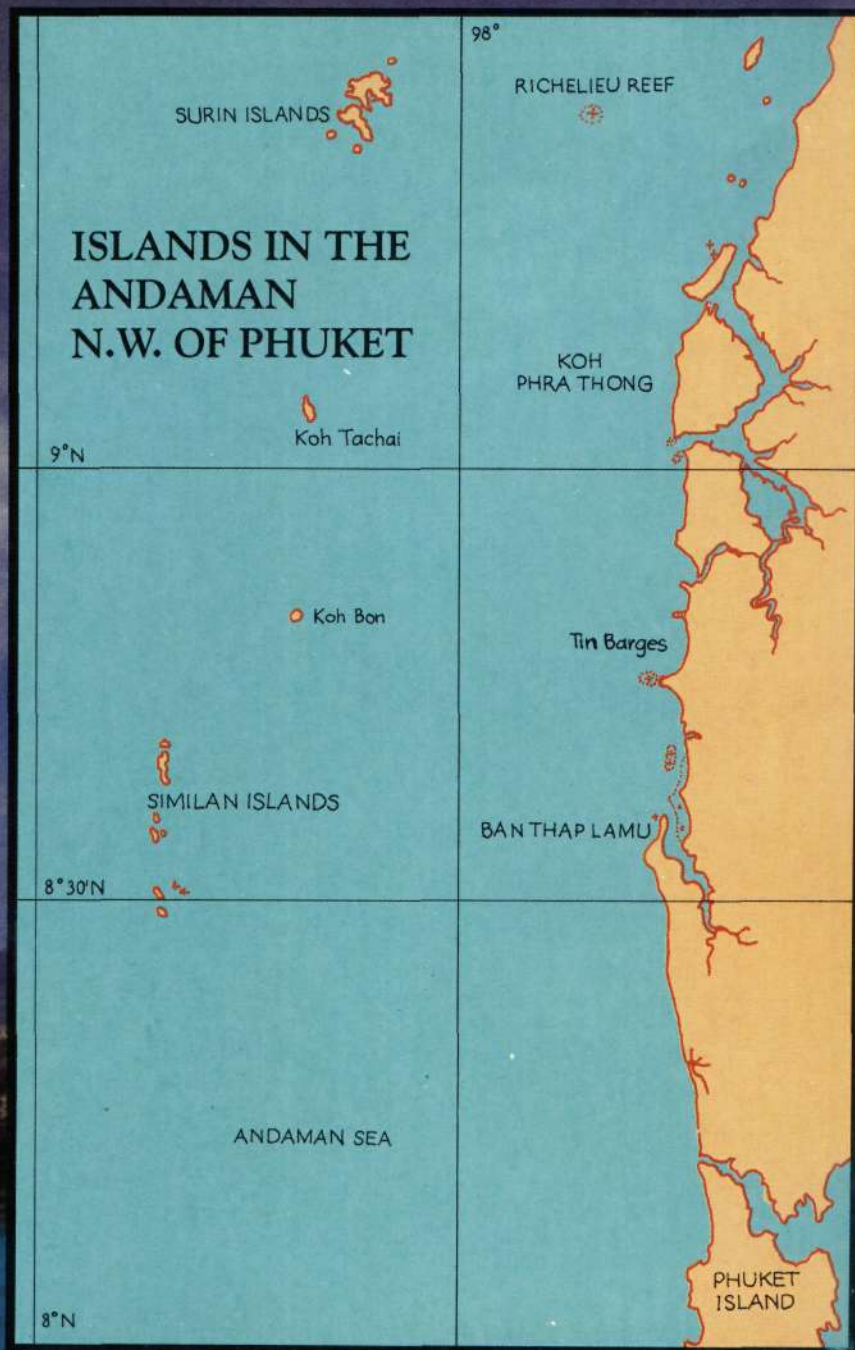 98°
RICHELIEU REEF
SURIN ISLANDS
ISLANDS IN THE
ANDAMAN
N.W. OF PHUKET
KOH
PHRA THONG
Koh Tachai
9°N
Koh Bon
Tin Barges
SIMILAN ISLANDS
BAN THAP LAMU
8°30'N
ANDAMAN SEA
PHUKET
ISLAND
8°N